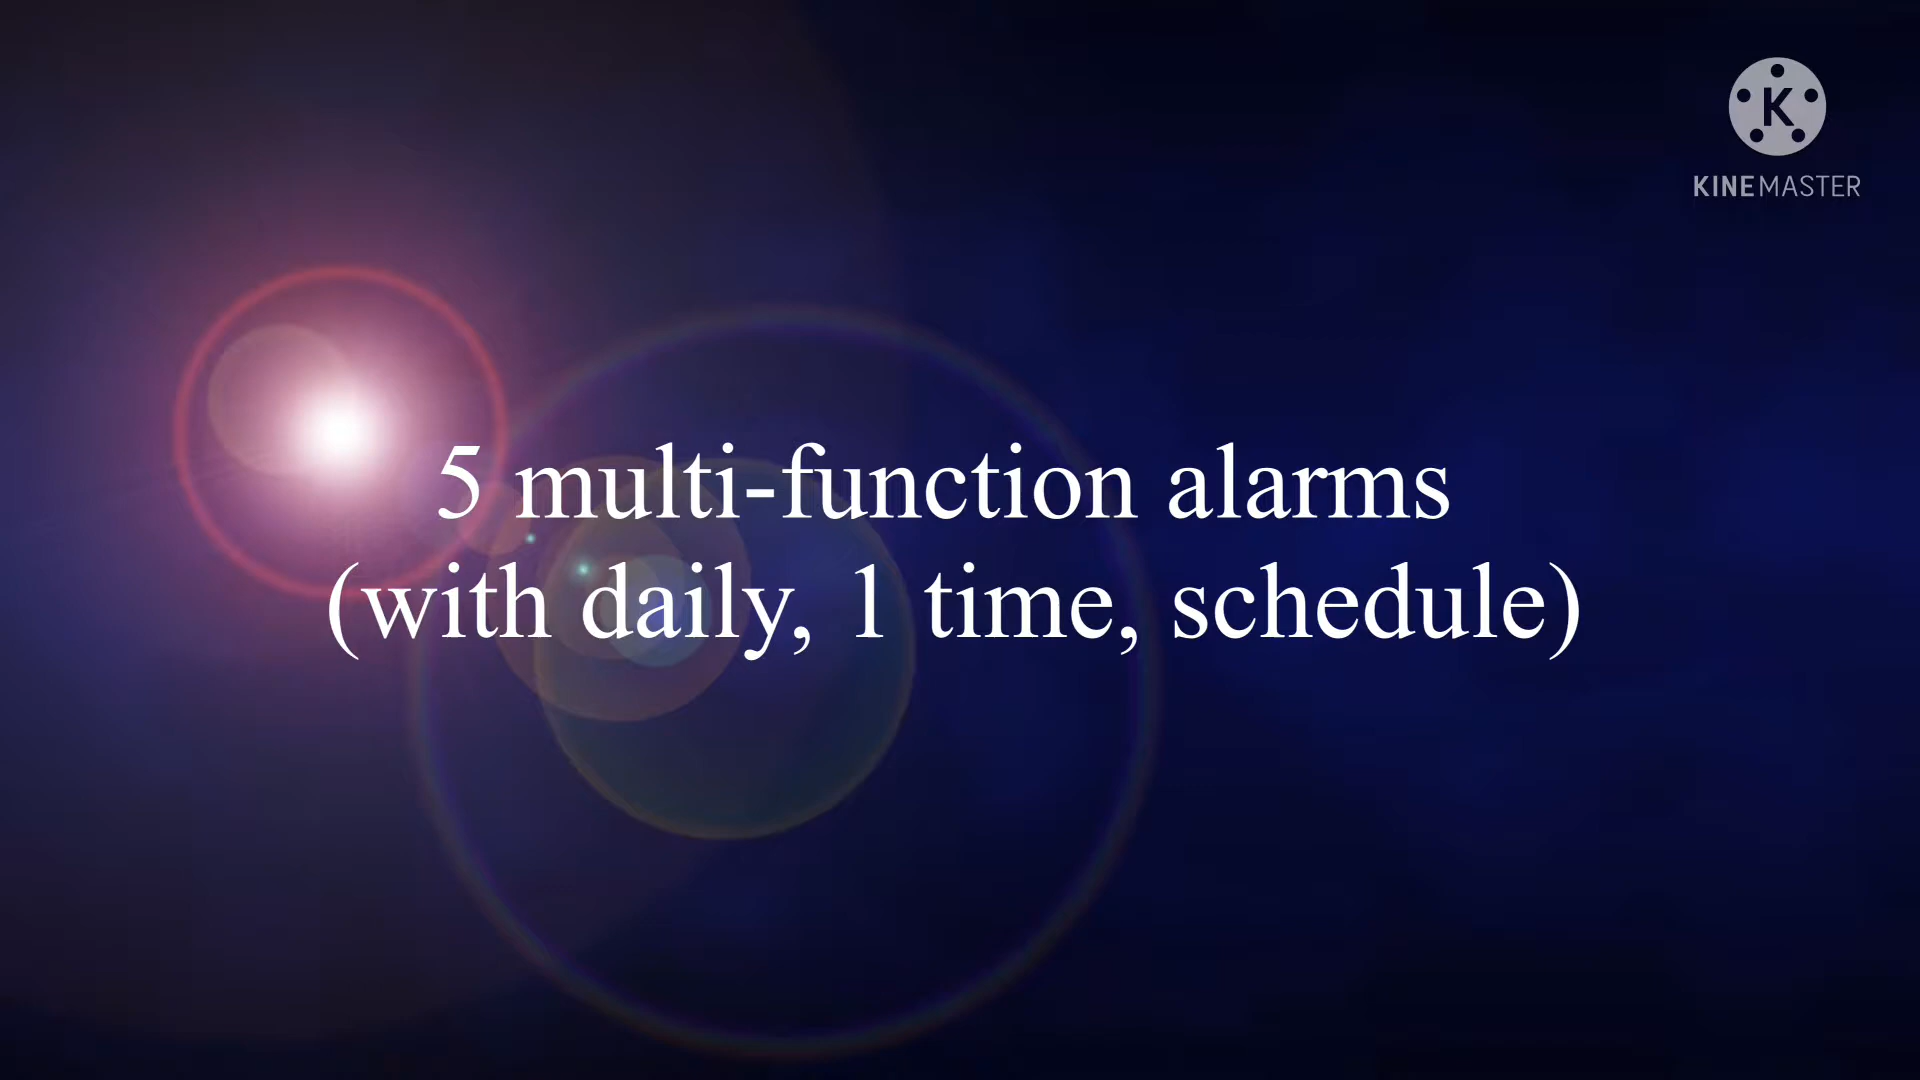 K
KINEMASTER
5 multi-function alarms
(with daily, 1 time, schedule)